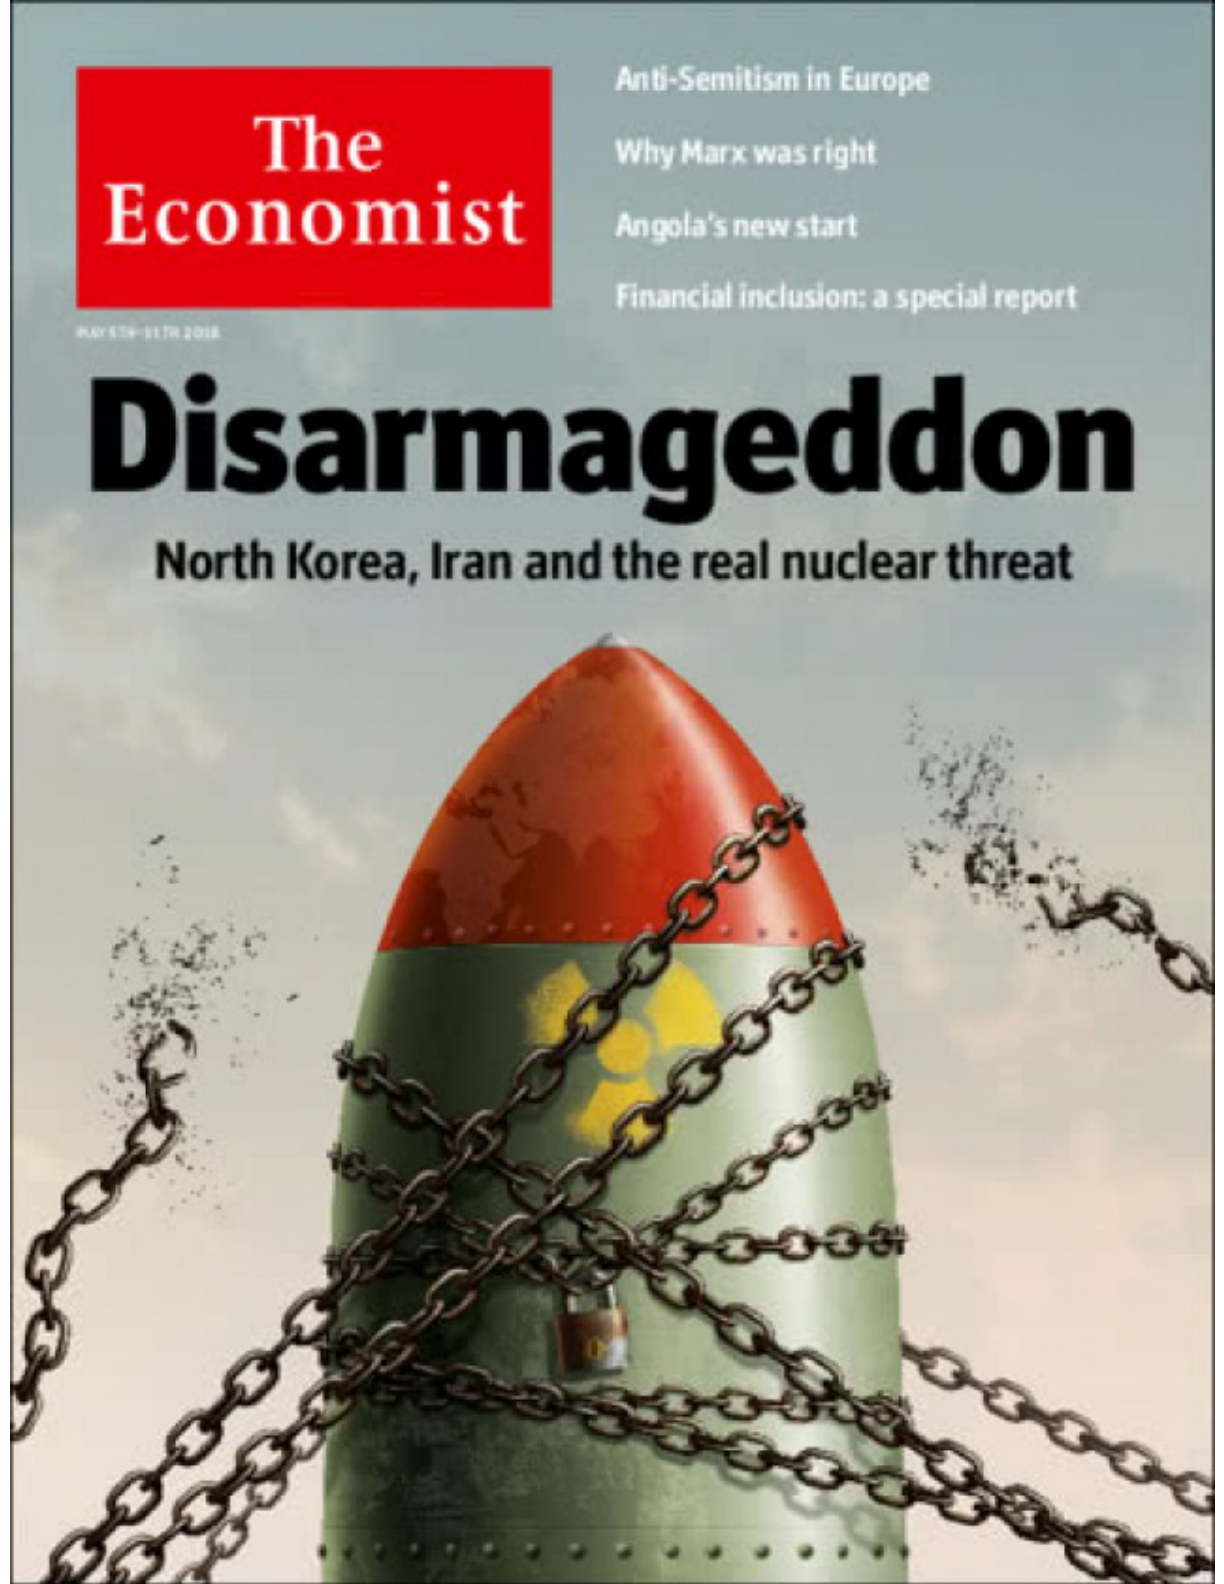 The
Economist
Anti-Semitism in Europe
Why Marx was right
Angola's new start
Financial inclusion: a special report
MAY 5TH–11TH 2018
Disarmageddon
North Korea, Iran and the real nuclear threat